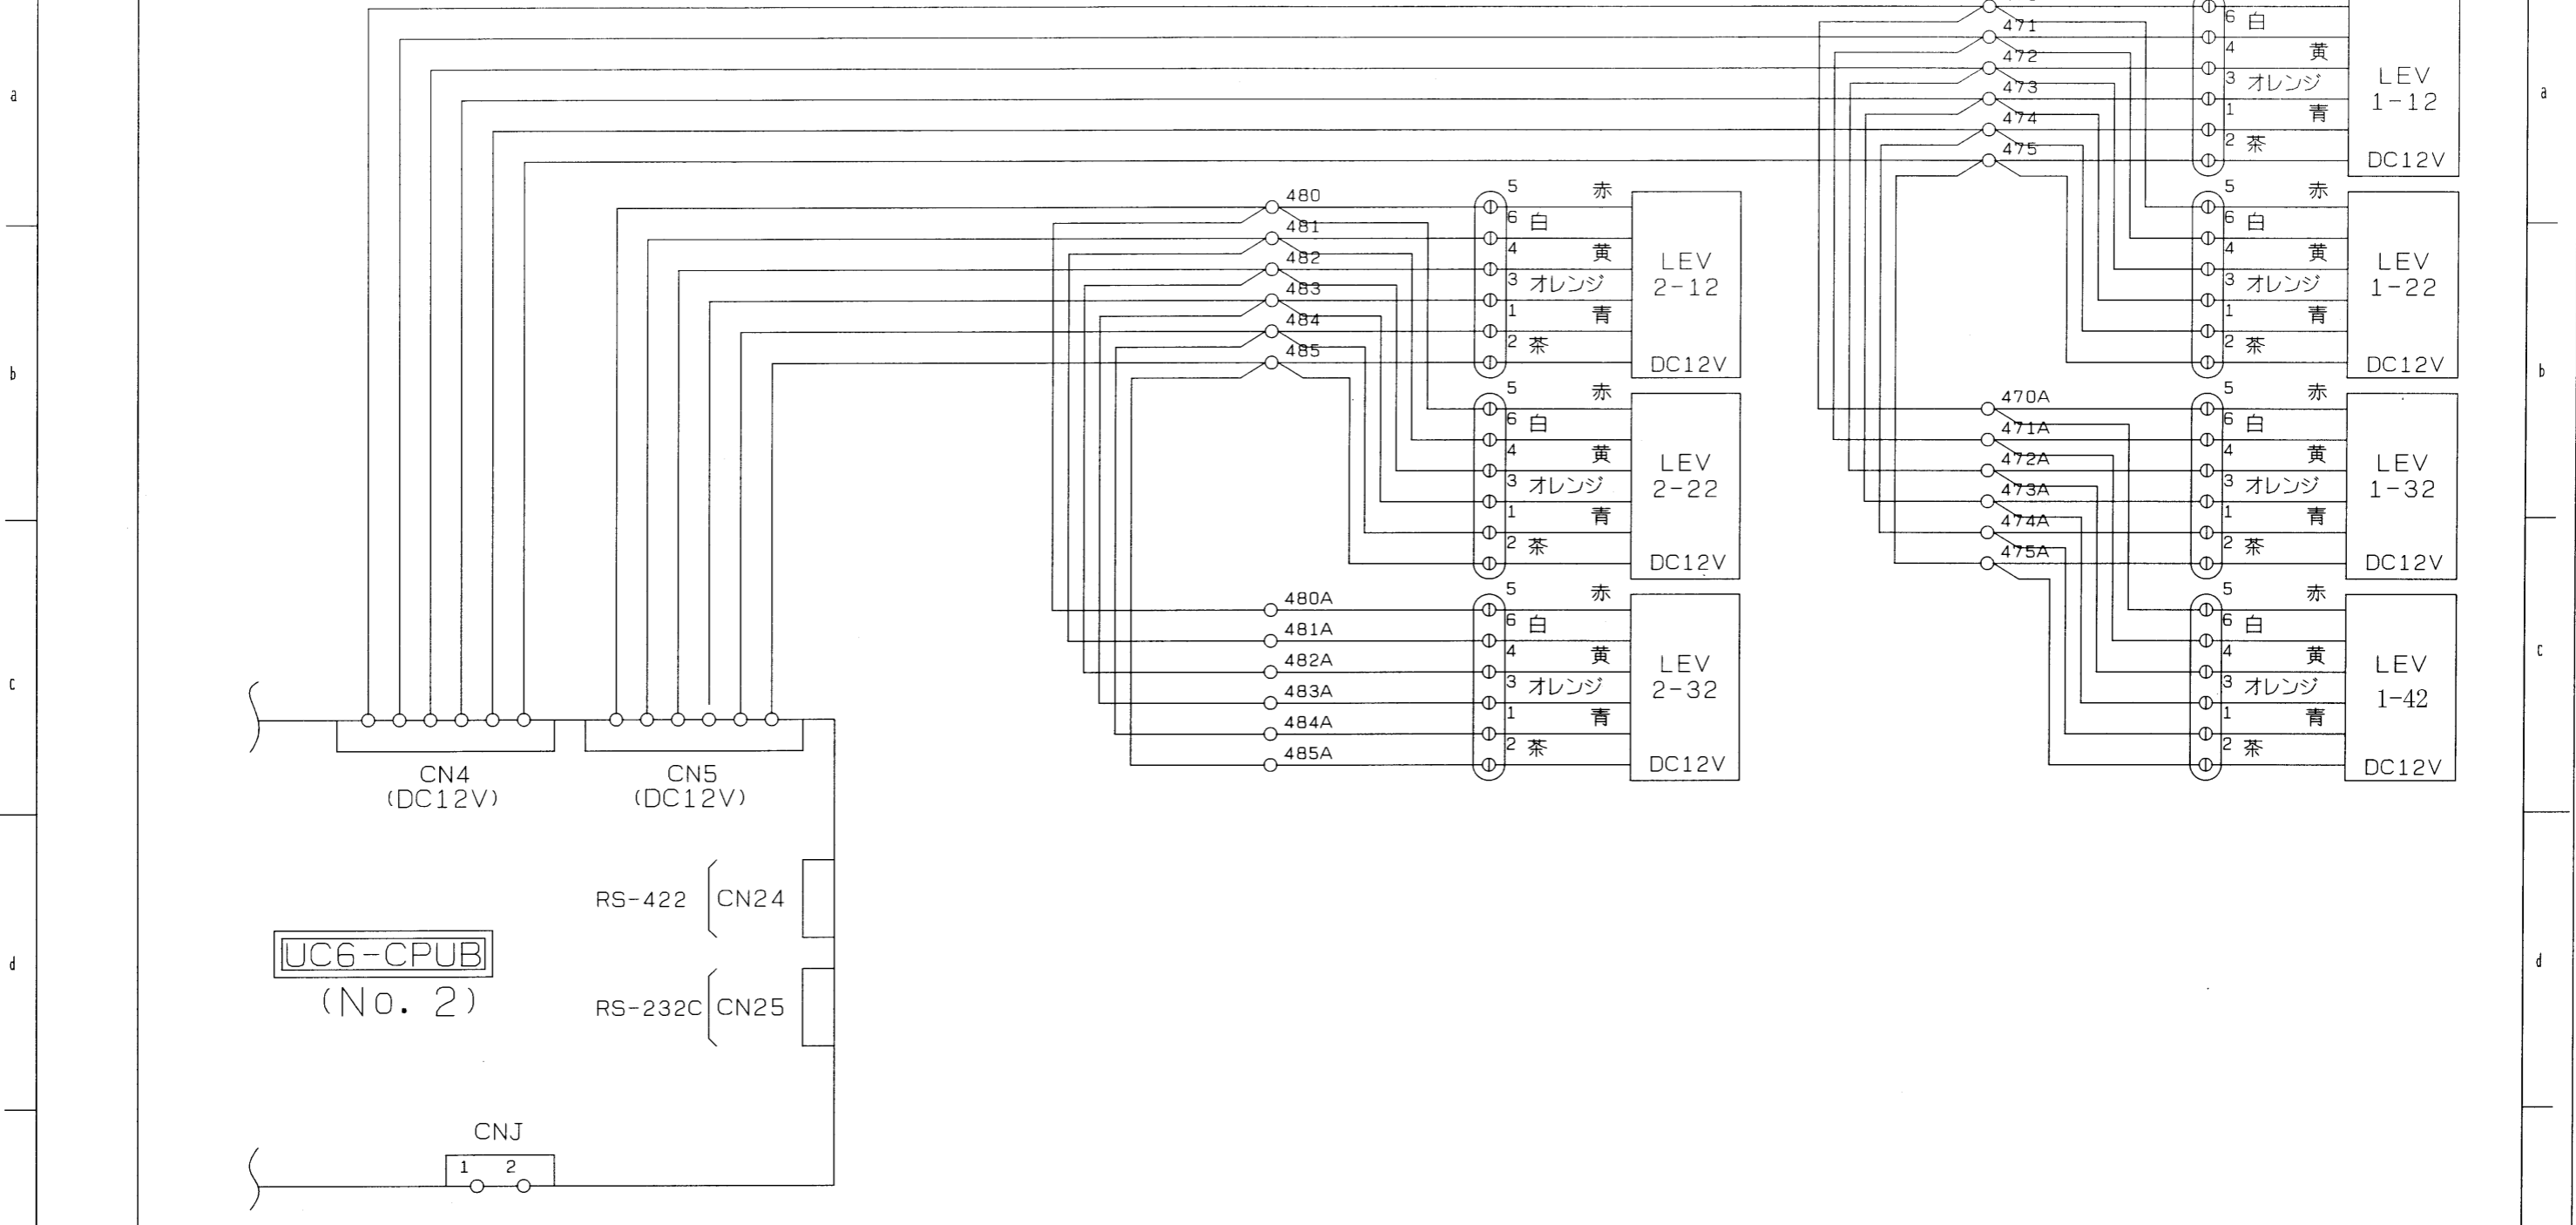 471
472
473
474
475
6 白
4 黄
3 オレンジ
1 青
2 茶
LEV
1-12
DC12V
a
a
480
481
482
483
484
485
5 赤
6 白
4 黄
3 オレンジ
1 青
2 茶
LEV
2-12
DC12V
5 赤
6 白
4 黄
3 オレンジ
1 青
2 茶
LEV
1-22
DC12V
b
b
5 赤
6 白
4 黄
3 オレンジ
1 青
2 茶
LEV
2-22
DC12V
470A
471A
472A
473A
474A
475A
5 赤
6 白
4 黄
3 オレンジ
1 青
2 茶
LEV
1-32
DC12V
480A
481A
482A
483A
484A
485A
5 赤
6 白
4 黄
3 オレンジ
1 青
2 茶
LEV
2-32
DC12V
5 赤
6 白
4 黄
3 オレンジ
1 青
2 茶
LEV
1-42
DC12V
c
c
CN4
(DC12V)
CN5
(DC12V)
RS-422 CN24
UC6-CPUB
(No. 2)
RS-232C CN25
d
d
CNJ
1 2